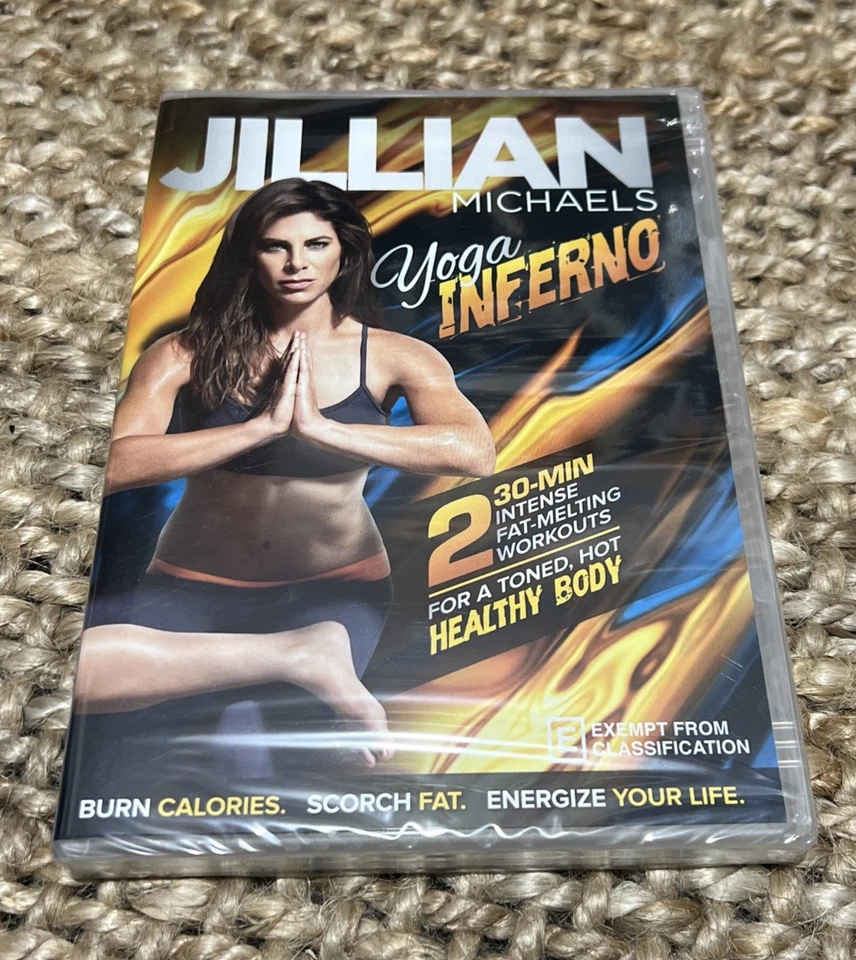 JILLIAN
MICHAELS
Yoga
INFERNO
2 30-MIN
INTENSE
FAT-MELTING
WORKOUTS
FOR A TONED, HOT
HEALTHY BODY
E EXEMPT FROM
CLASSIFICATION
BURN CALORIES. SCORCH FAT. ENERGIZE YOUR LIFE.